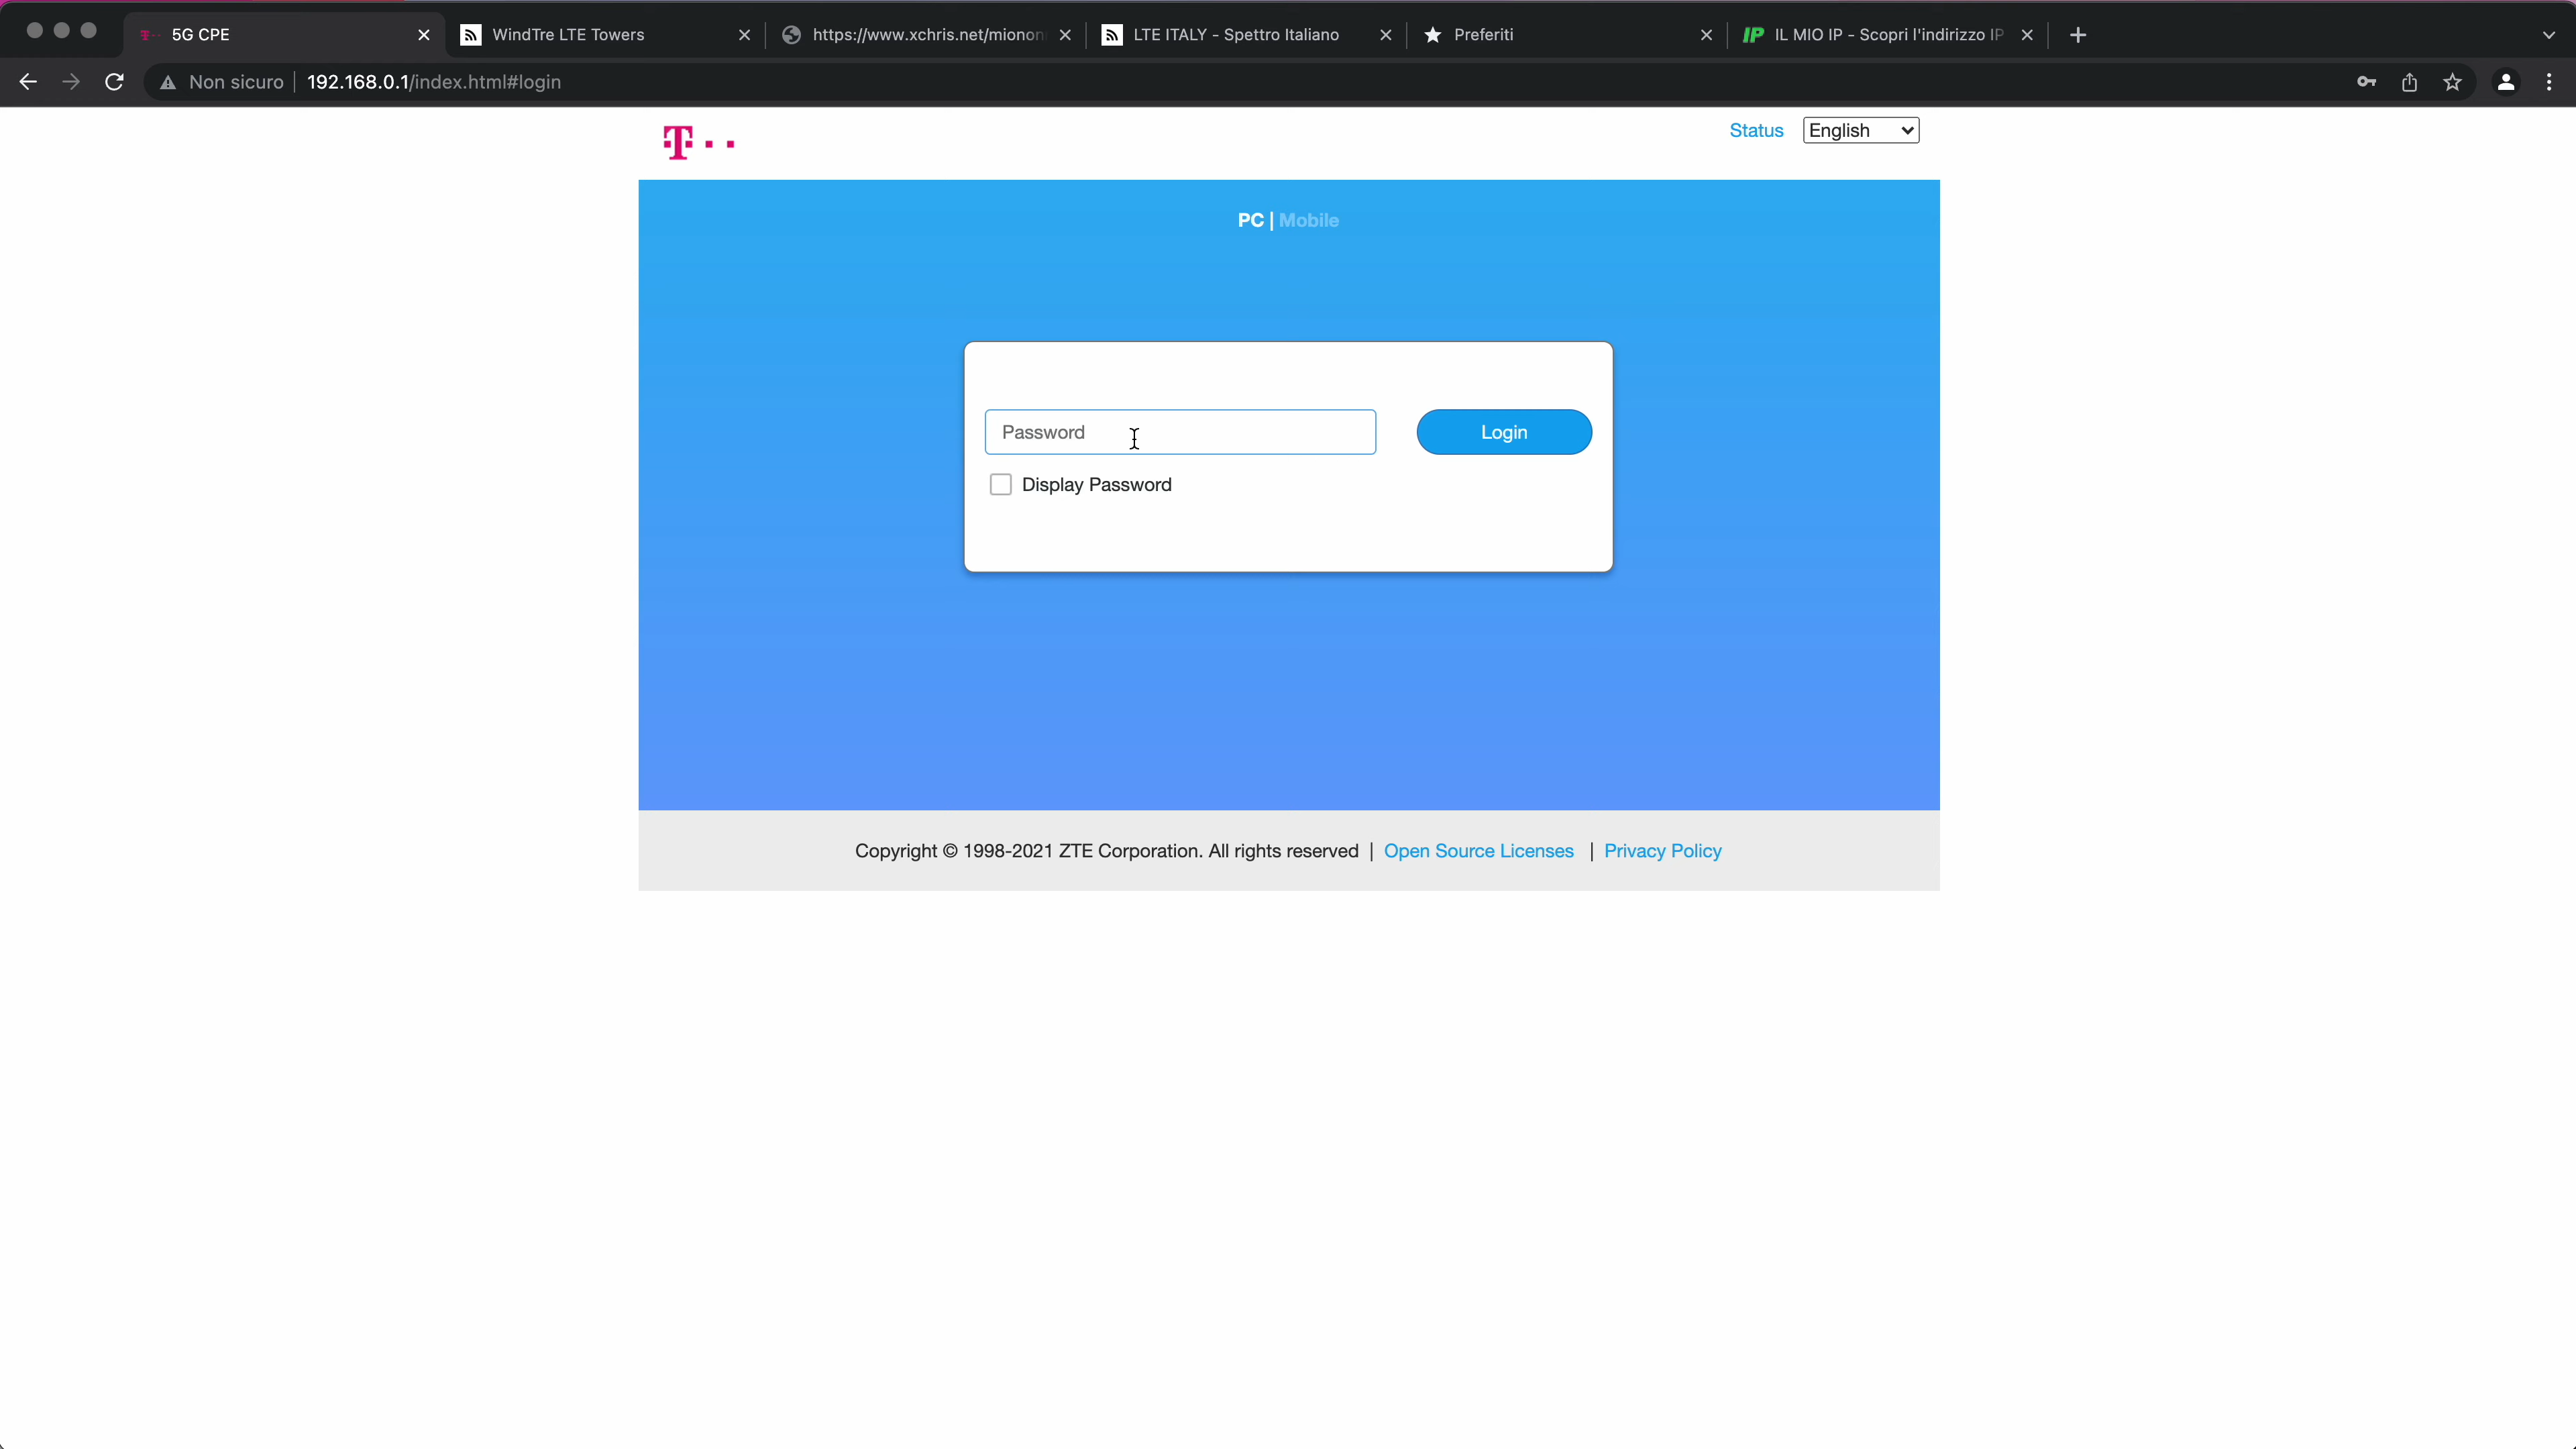 5G CPE
WindTre LTE Towers
https://www.xchris.net/mionon
LTE ITALY - Spettro Italiano
Preferiti
IP IL MIO IP - Scopri l'indirizzo IP
Non sicuro 192.168.0.1/index.html#login
T
Status English
PC | Mobile
Password Login
Display Password
Copyright © 1998-2021 ZTE Corporation. All rights reserved | Open Source Licenses | Privacy Policy